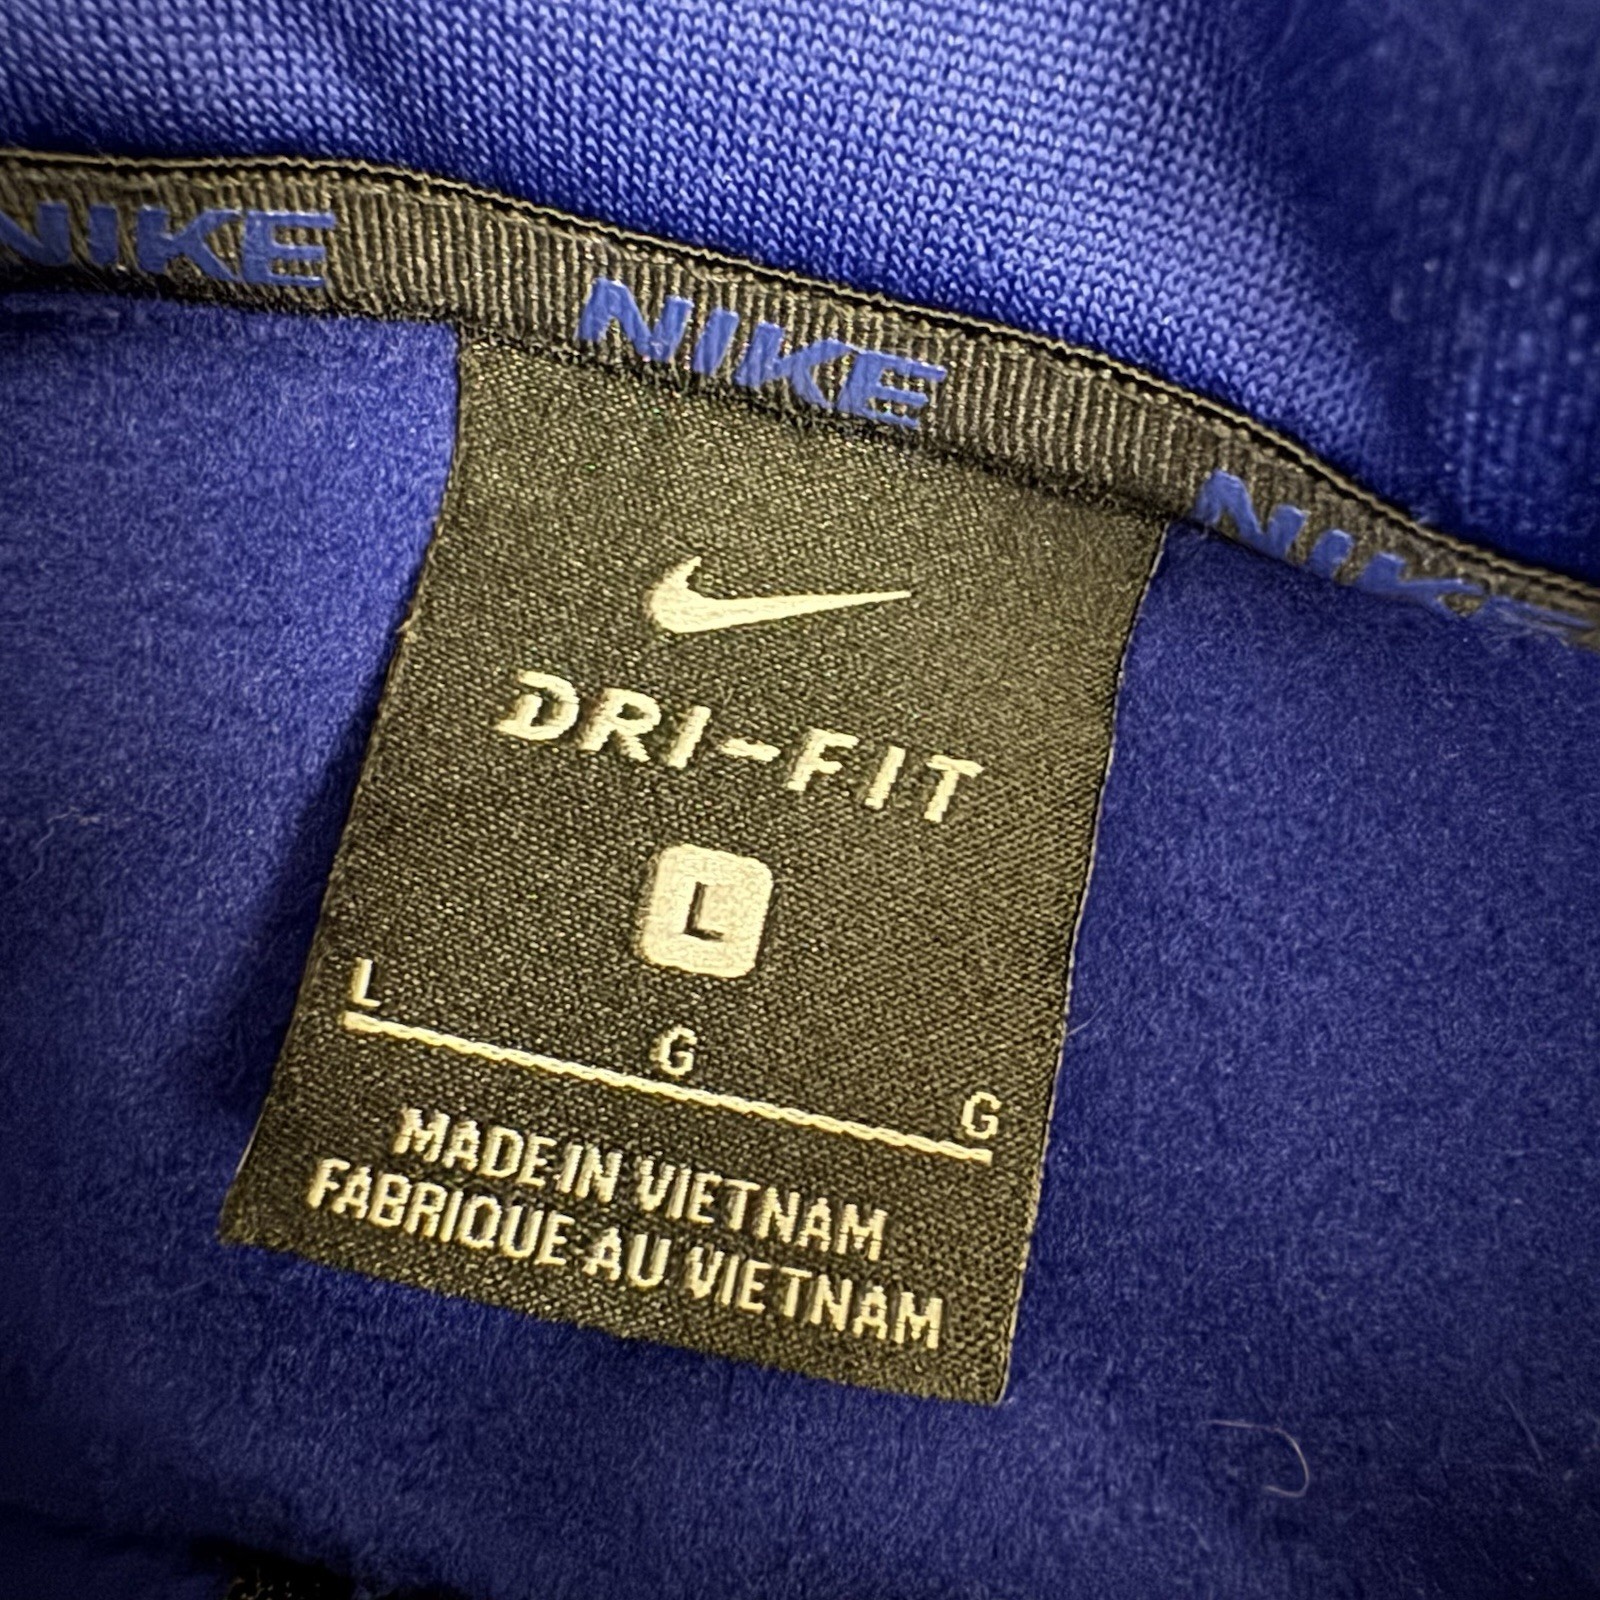 NIKE NIKE NIKE
DRI-FIT
L
L G G
MADE IN VIETNAM
FABRIQUE AU VIETNAM